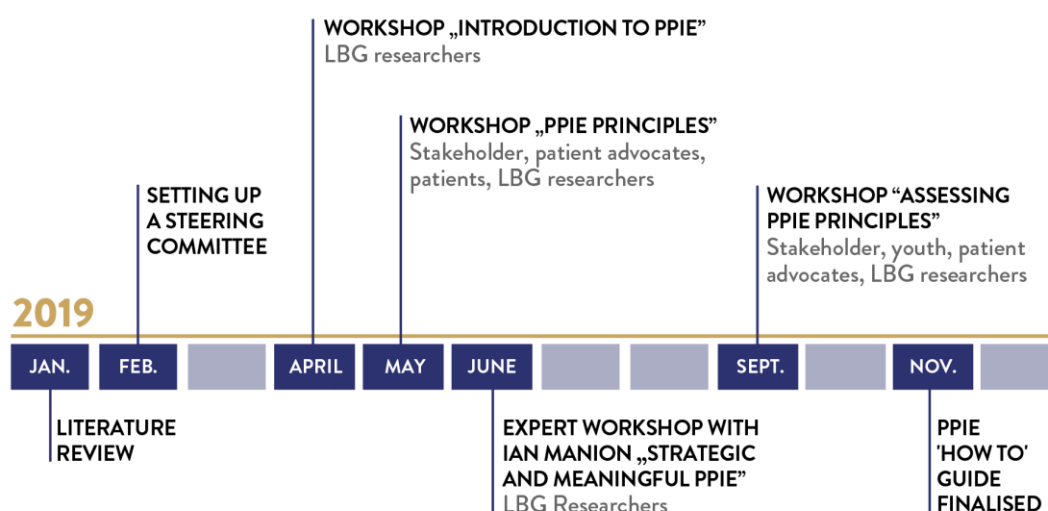 WORKSHOP „INTRODUCTION TO PPIE”
LBG researchers
WORKSHOP „PPIE PRINCIPLES”
Stakeholder, patient advocates,
patients, LBG researchers
SETTING UP
A STEERING
COMMITTEE
WORKSHOP “ASSESSING
PPIE PRINCIPLES”
Stakeholder, youth, patient
advocates, LBG researchers
2019
JAN.
FEB.
APRIL
MAY
JUNE
SEPT.
NOV.
LITERATURE
REVIEW
EXPERT WORKSHOP WITH
IAN MANION „STRATEGIC
AND MEANINGFUL PPIE”
LBG Researchers
PPIE
'HOW TO'
GUIDE
FINALISED